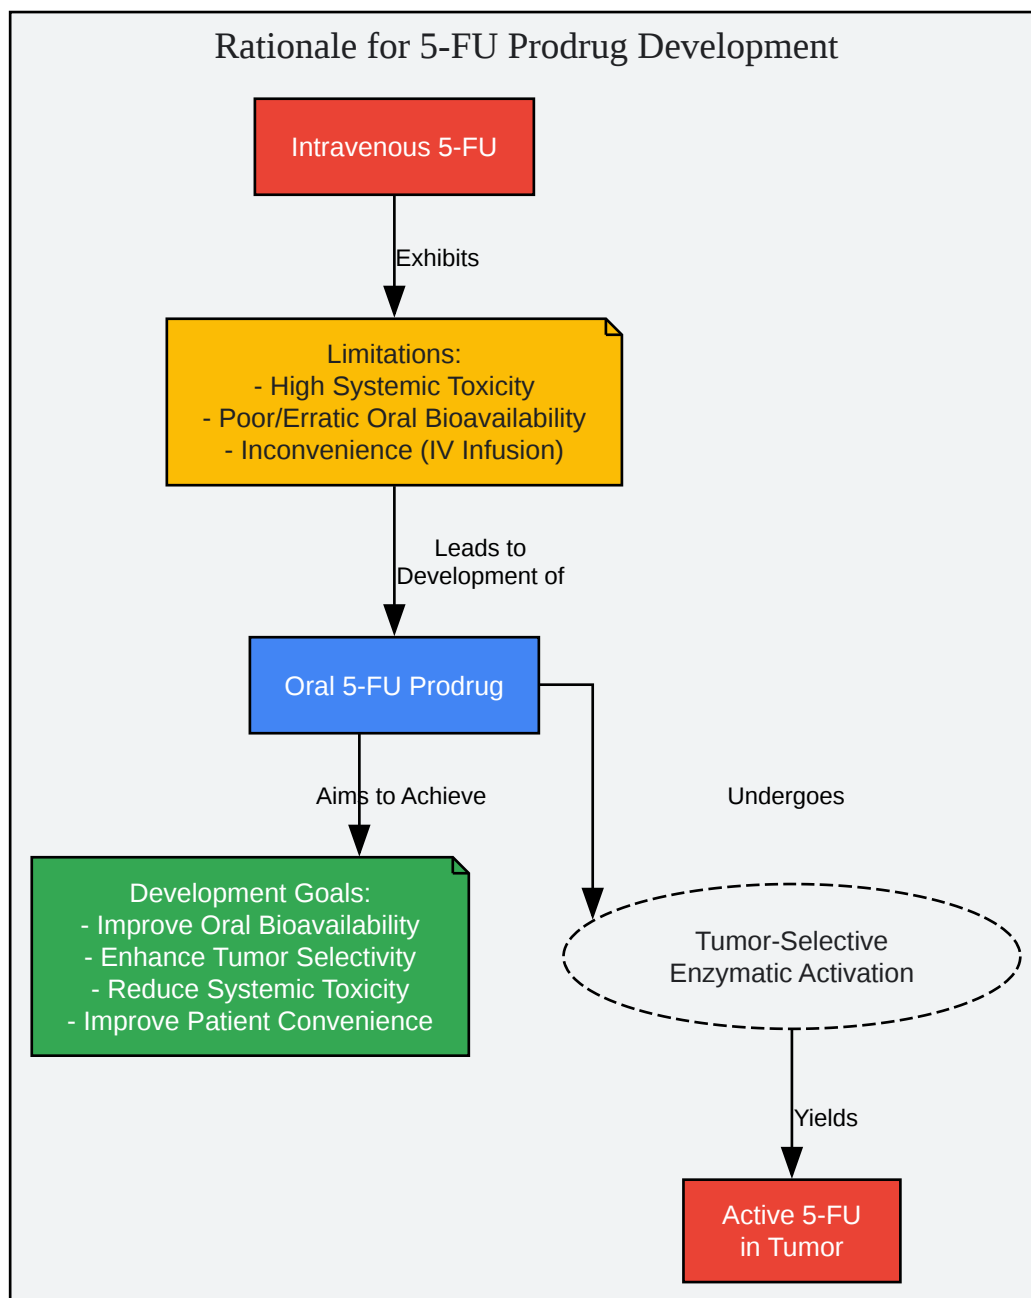 Rationale for 5-FU Prodrug Development
Intravenous 5-FU
Exhibits
Limitations:
- High Systemic Toxicity
- Poor/Erratic Oral Bioavailability
- Inconvenience (IV Infusion)
Leads to
Development of
Oral 5-FU Prodrug
Aims to Achieve
Undergoes
Development Goals:
- Improve Oral Bioavailability
- Enhance Tumor Selectivity
- Reduce Systemic Toxicity
- Improve Patient Convenience
Tumor-Selective
Enzymatic Activation
Yields
Active 5-FU
in Tumor